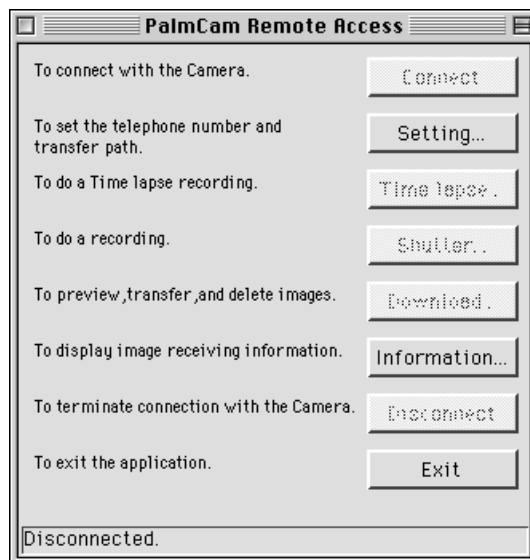 PalmCam Remote Access
To connect with the Camera.
Connect
To set the telephone number and
transfer path.
Setting...
To do a Time lapse recording.
Time lapse .
To do a recording.
Shutter. .
To preview,transfer,and delete images.
Download .
To display image receiving information.
Information...
To terminate connection with the Camera.
Disconnect
To exit the application.
Exit
Disconnected.